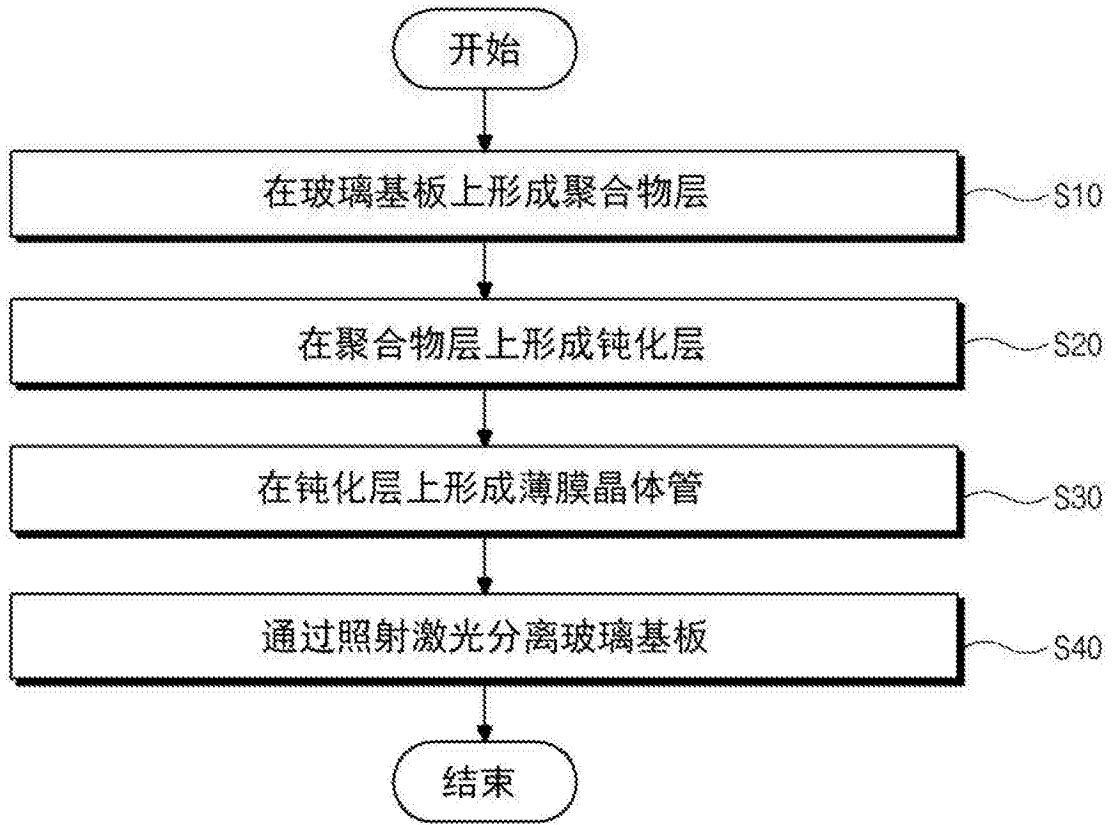 开始
在玻璃基板上形成聚合物层
S10
在聚合物层上形成钝化层
S20
在钝化层上形成薄膜晶体管
S30
通过照射激光分离玻璃基板
S40
结束